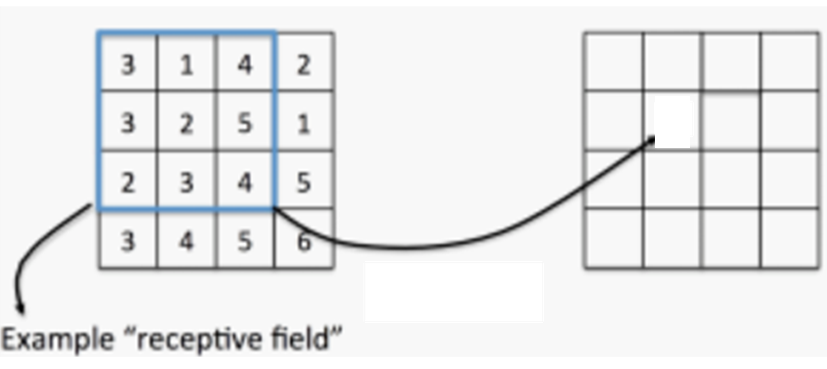 3 1 4 2
3 2 5 1
2 3 4 5
3 4 5 6
Example “receptive field”